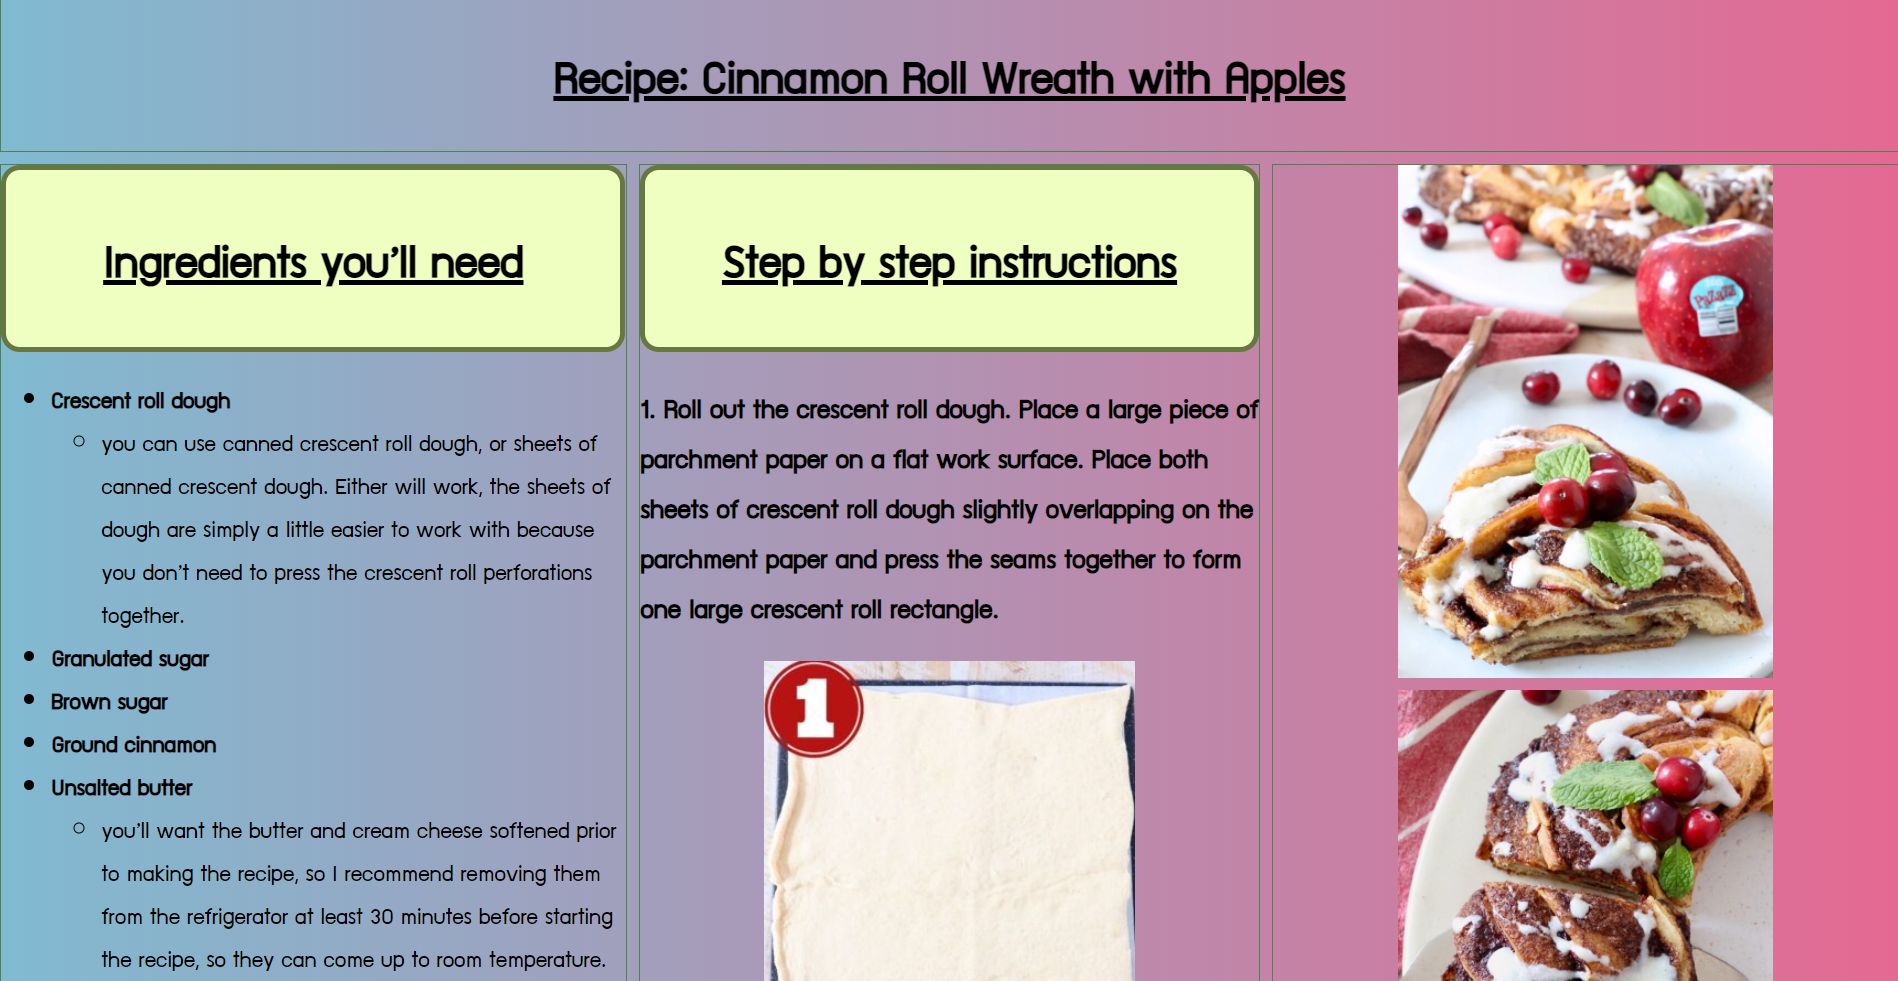 Recipe: Cinnamon Roll Wreath with Apples
Ingredients you'll need
Crescent roll dough
you can use canned crescent roll dough, or sheets of
canned crescent dough. Either will work, the sheets of
dough are simply a little easier to work with because
you don't need to press the crescent roll perforations
together.
Granulated sugar
Brown sugar
Ground cinnamon
Unsalted butter
you'll want the butter and cream cheese softened prior
to making the recipe, so I recommend removing them
from the refrigerator at least 30 minutes before starting
the recipe, so they can come up to room temperature.
Step by step instructions
1. Roll out the crescent roll dough. Place a large piece of
parchment paper on a flat work surface. Place both
sheets of crescent roll dough slightly overlapping on the
parchment paper and press the seams together to form
one large crescent roll rectangle.
1
PaZazz